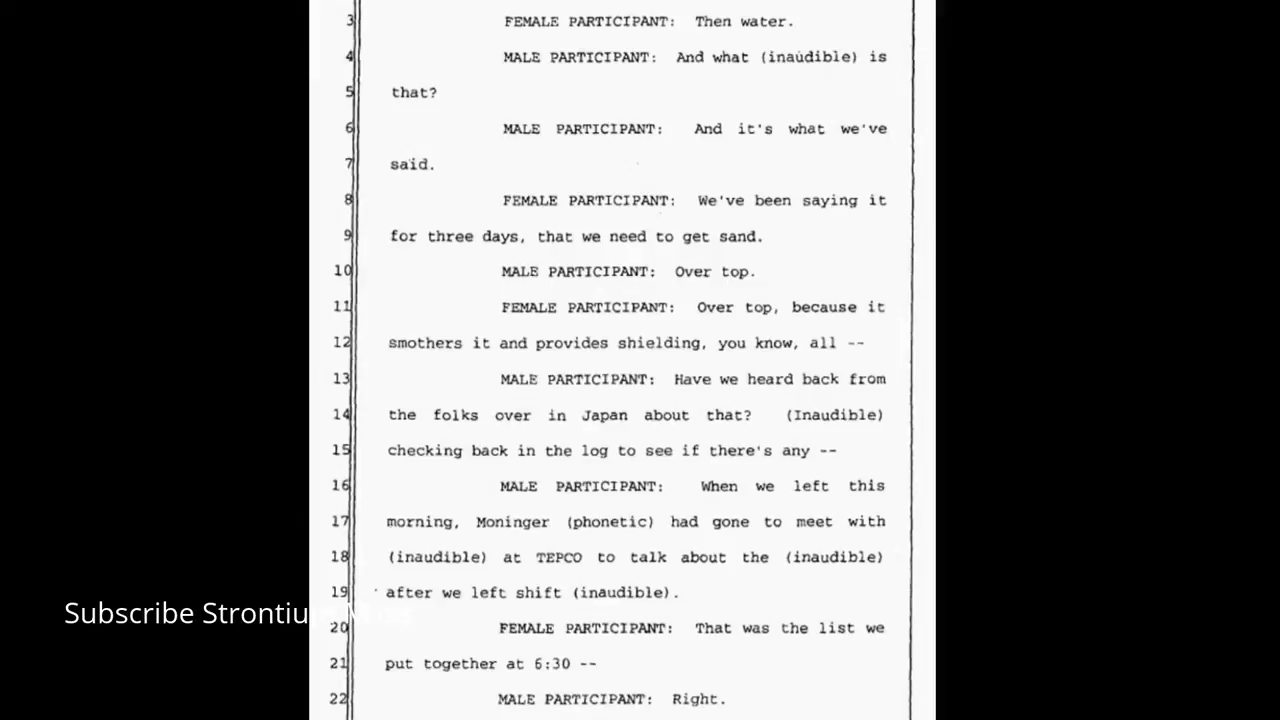 3 FEMALE PARTICIPANT: Then water.
4 MALE PARTICIPANT: And what (inaudible) is
5 that?
6 MALE PARTICIPANT: And it's what we've
7 said.
8 FEMALE PARTICIPANT: We've been saying it
9 for three days, that we need to get sand.
10 MALE PARTICIPANT: Over top.
11 FEMALE PARTICIPANT: Over top, because it
12 smothers it and provides shielding, you know, all --
13 MALE PARTICIPANT: Have we heard back from
14 the folks over in Japan about that? (Inaudible)
15 checking back in the log to see if there's any --
16 MALE PARTICIPANT: When we left this
17 morning, Moninger (phonetic) had gone to meet with
18 (inaudible) at TEPCO to talk about the (inaudible)
19 after we left shift (inaudible).
Subscribe
20 FEMALE PARTICIPANT: That was the list we
21 put together at 6:30 --
22 MALE PARTICIPANT: Right.